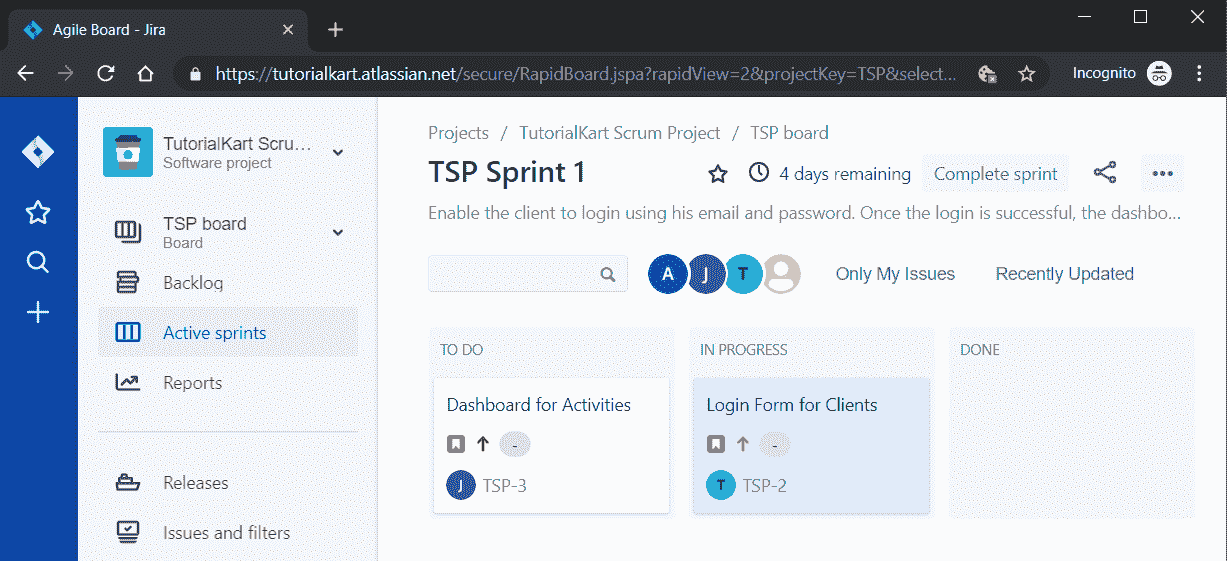 Agile Board - Jira
https://tutorialkart.atlassian.net/secure/RapidBoard.jspa?rapidView=2&projectKey=TSP&select...
Incognito
TutorialKart Scru...
Software project
TSP board
Board
Backlog
Active sprints
Reports
Releases
Issues and filters
Projects / TutorialKart Scrum Project / TSP board
TSP Sprint 1
4 days remaining
Complete sprint
Enable the client to login using his email and password. Once the login is successful, the dashbo...
A J T
Only My Issues
Recently Updated
TO DO
Dashboard for Activities
-
J TSP-3
IN PROGRESS
Login Form for Clients
-
T TSP-2
DONE